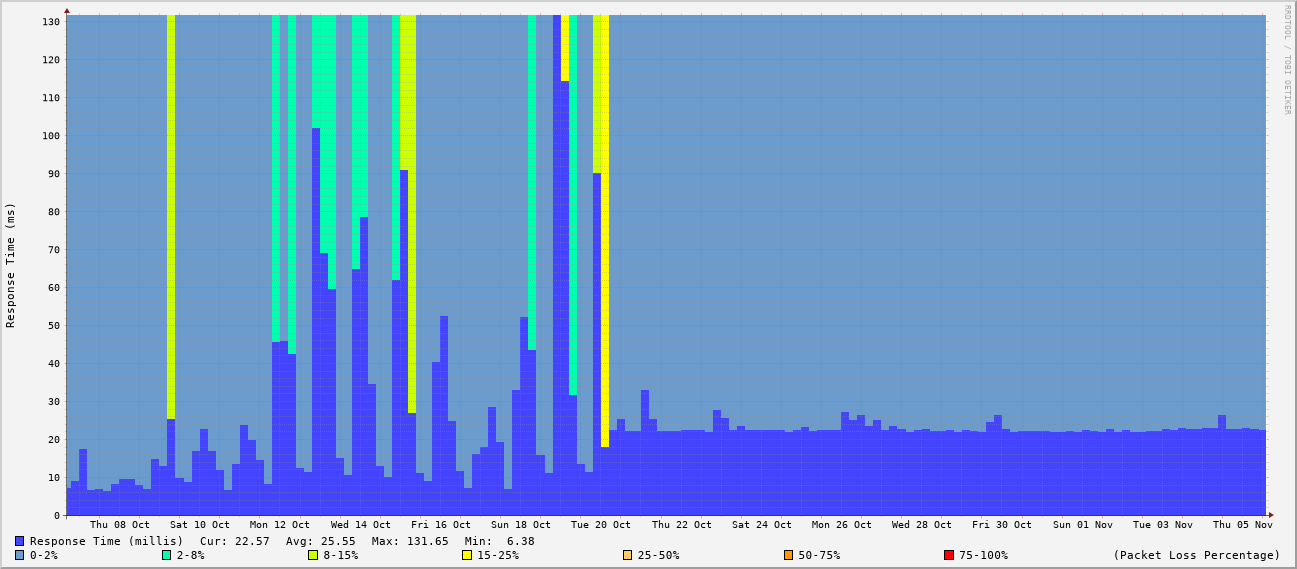 RRDTOOL / TOBI OETIKER
Response Time (ms)
130
120
110
100
90
80
70
60
50
40
30
20
10
0
Thu 08 Oct Sat 10 Oct Mon 12 Oct Wed 14 Oct Fri 16 Oct Sun 18 Oct Tue 20 Oct Thu 22 Oct Sat 24 Oct Mon 26 Oct Wed 28 Oct Fri 30 Oct Sun 01 Nov Tue 03 Nov Thu 05 Nov
Response Time (millis) Cur: 22.57 Avg: 25.55 Max: 131.65 Min: 6.38
0-2% 2-8% 8-15% 15-25% 25-50% 50-75% 75-100% (Packet Loss Percentage)